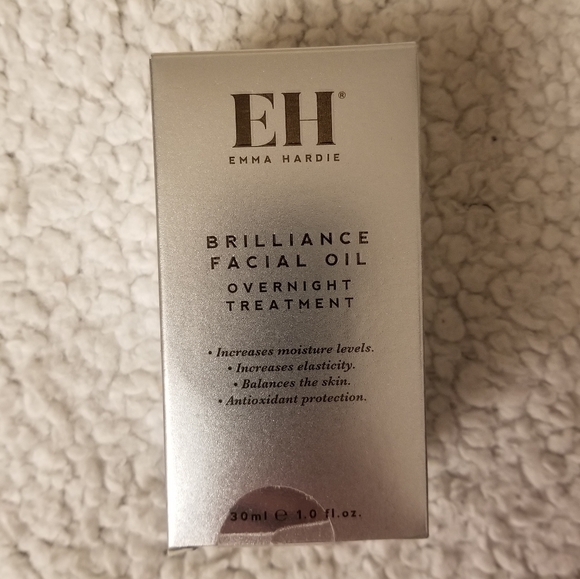 EH®
EMMA HARDIE
BRILLIANCE
FACIAL OIL
OVERNIGHT
TREATMENT
• Increases moisture levels.
• Increases elasticity.
• Balances the skin.
• Antioxidant protection.
30ml ℮ 1.0 fl.oz.